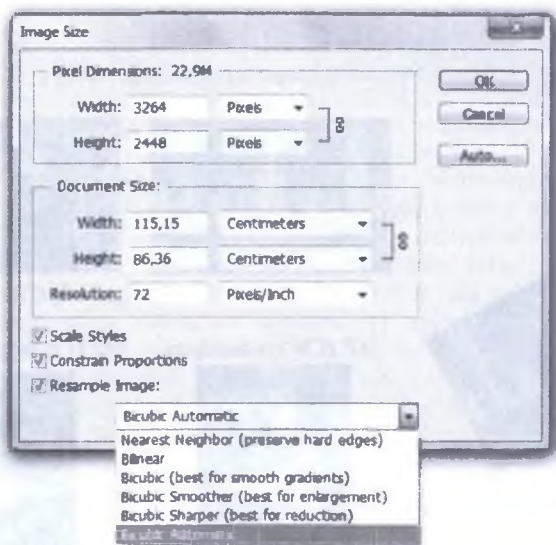 Image Size
Pixel Dimensions: 22,9M
Width: 3264 Pixels
Height: 2448 Pixels
OK
Cancel
Auto...
Document Size:
Width: 115,15 Centimeters
Height: 86,36 Centimeters
Resolution: 72 Pixels/Inch
Scale Styles
Constrain Proportions
Resample Image:
Bicubic Automatic
Nearest Neighbor (preserve hard edges)
Bilinear
Bicubic (best for smooth gradients)
Bicubic Smoother (best for enlargement)
Bicubic Sharper (best for reduction)
Bicubic Automatic